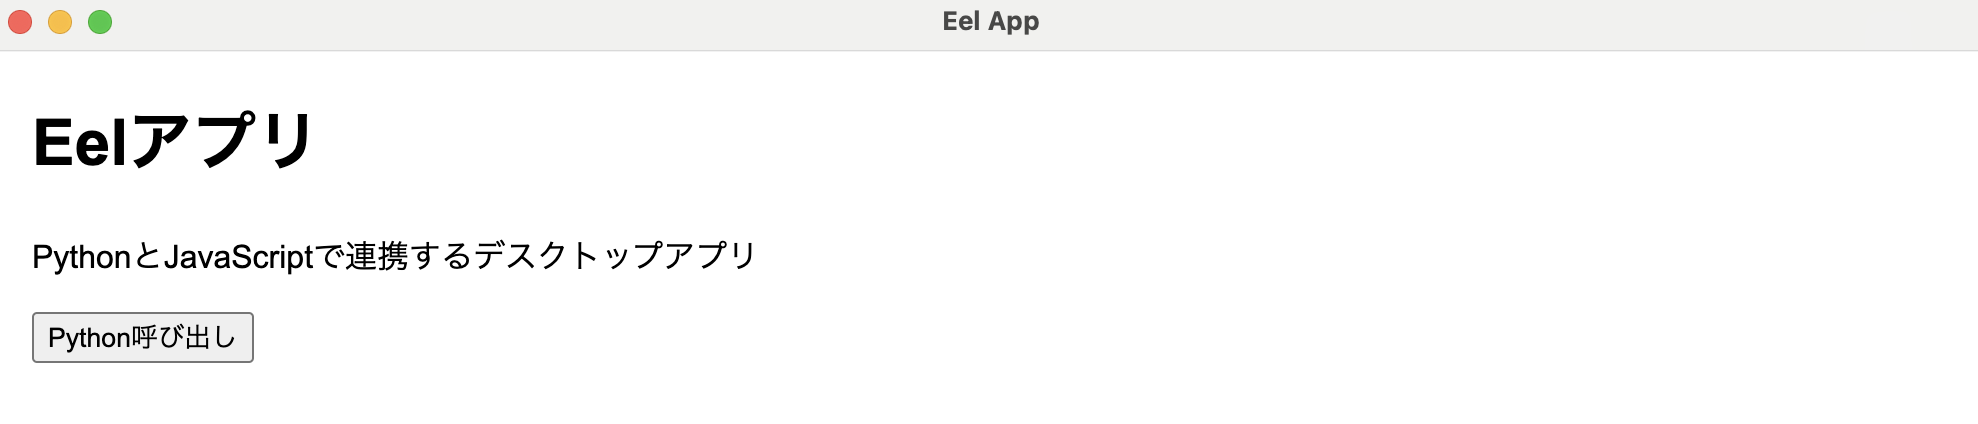 Eel App
Eelアプリ
PythonとJavaScriptで連携するデスクトップアプリ
Python呼び出し